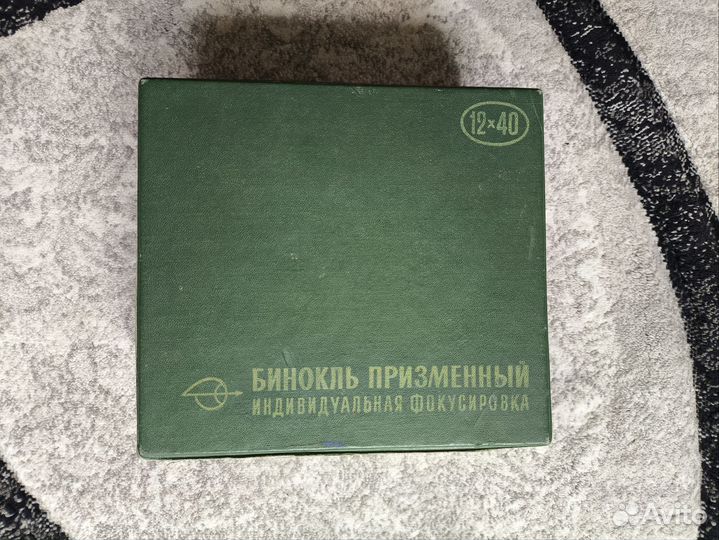 12×40
БИНОКЛЬ ПРИЗМЕННЫЙ
ИНДИВИДУАЛЬНАЯ ФОКУСИРОВКА
Avito